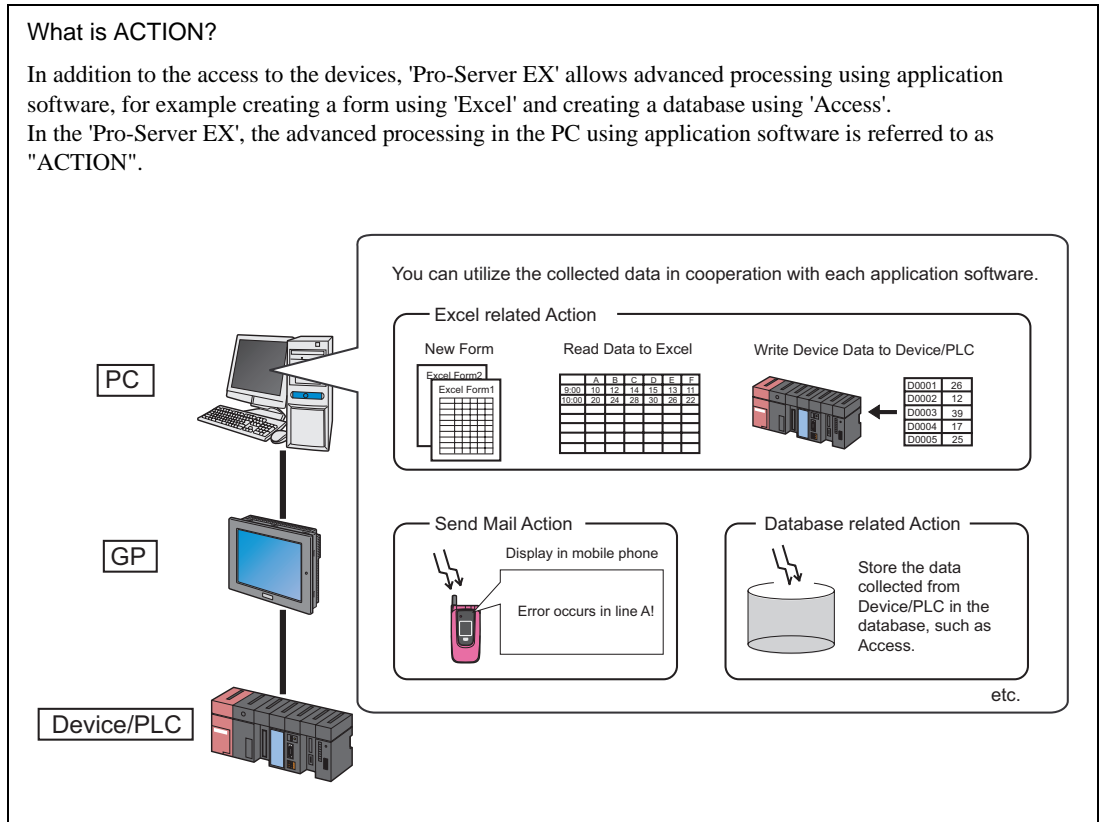 What is ACTION?
In addition to the access to the devices, 'Pro-Server EX' allows advanced processing using application
software, for example creating a form using 'Excel' and creating a database using 'Access'.
In the 'Pro-Server EX', the advanced processing in the PC using application software is referred to as
"ACTION".
You can utilize the collected data in cooperation with each application software.
Excel related Action
New Form
Excel Form2
Excel Form1
Read Data to Excel
A B C D E F
9:00 10 12 14 15 13 11
10:00 20 24 28 30 26 22
Write Device Data to Device/PLC
D0001 26
D0002 12
D0003 39
D0004 17
D0005 25
PC
GP
Device/PLC
Send Mail Action
Display in mobile phone
Error occurs in line A!
Database related Action
Store the data
collected from
Device/PLC in the
database, such as
Access.
etc.